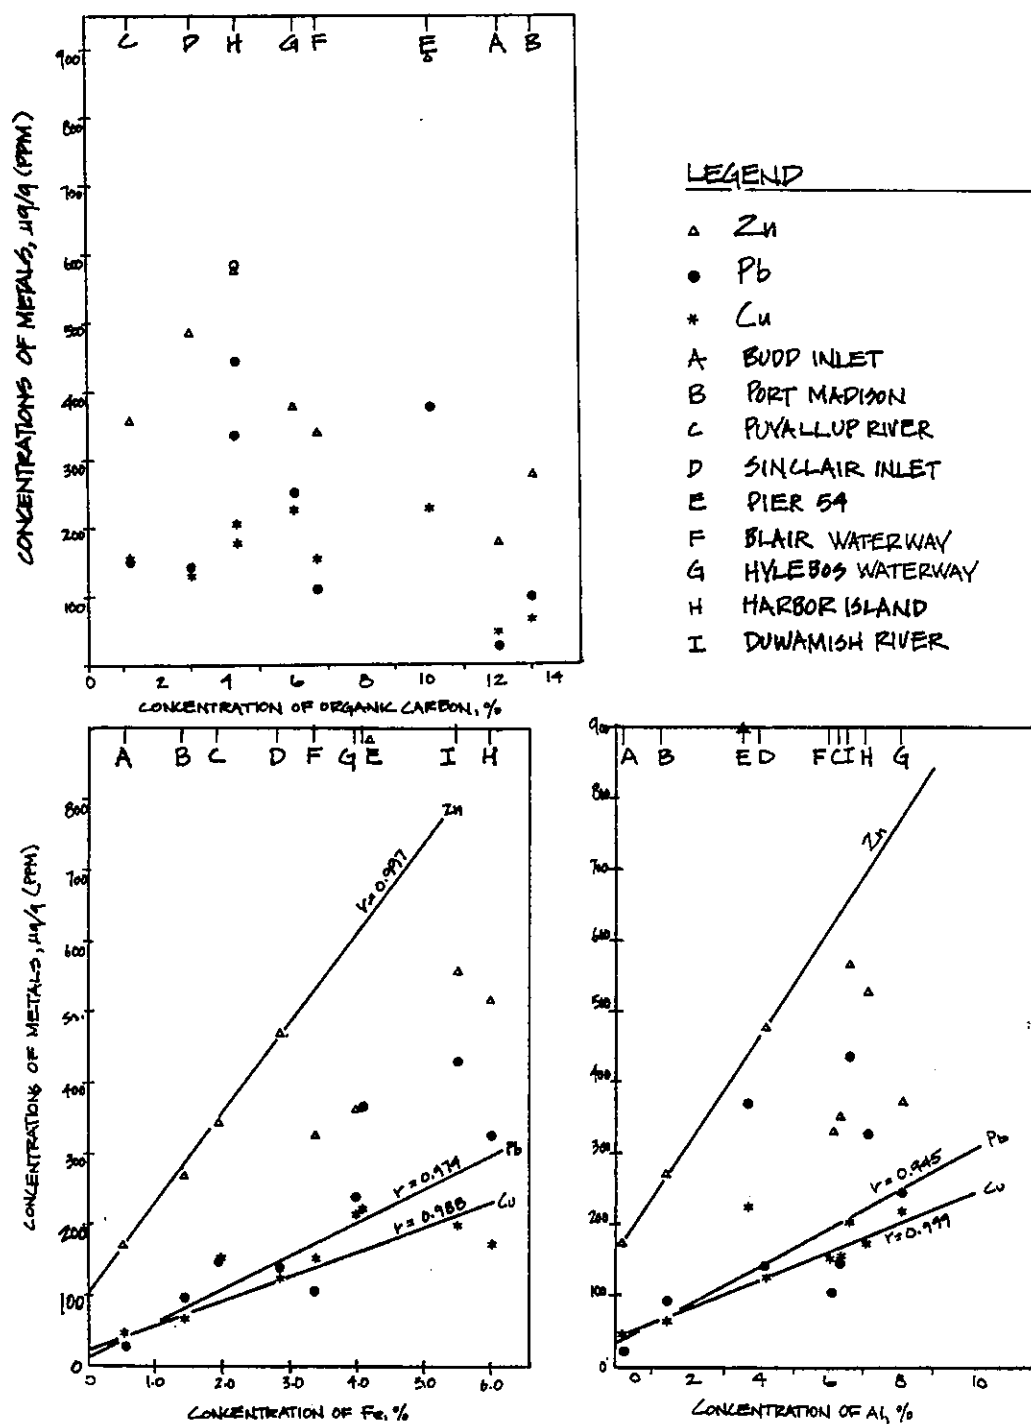 C D H G F E A B
900
800
700
600
500
400
300
200
100
0 2 4 6 8 10 12 14
CONCENTRATIONS OF METALS, µg/g (PPM)
CONCENTRATION OF ORGANIC CARBON, %
LEGEND
△ Zn
● Pb
* Cu
A BUDD INLET
B PORT MADISON
C PUYALLUP RIVER
D SINCLAIR INLET
E PIER 54
F BLAIR WATERWAY
G HYLEBOS WATERWAY
H HARBOR ISLAND
I DUWAMISH RIVER
A B C D F G E I H
800
700
600
500
400
300
200
100
0
0 1.0 2.0 3.0 4.0 5.0 6.0
Zn
r = 0.997
Pb
r = 0.974
Cu
r = 0.988
CONCENTRATIONS OF METALS, µg/g (PPM)
CONCENTRATION OF Fe, %
900
A B E D F C I H G
800
700
600
500
400
300
200
100
0
0 2 4 6 8 10
Zn
Pb
r = 0.945
Cu
r = 0.999
CONCENTRATION OF Al, %